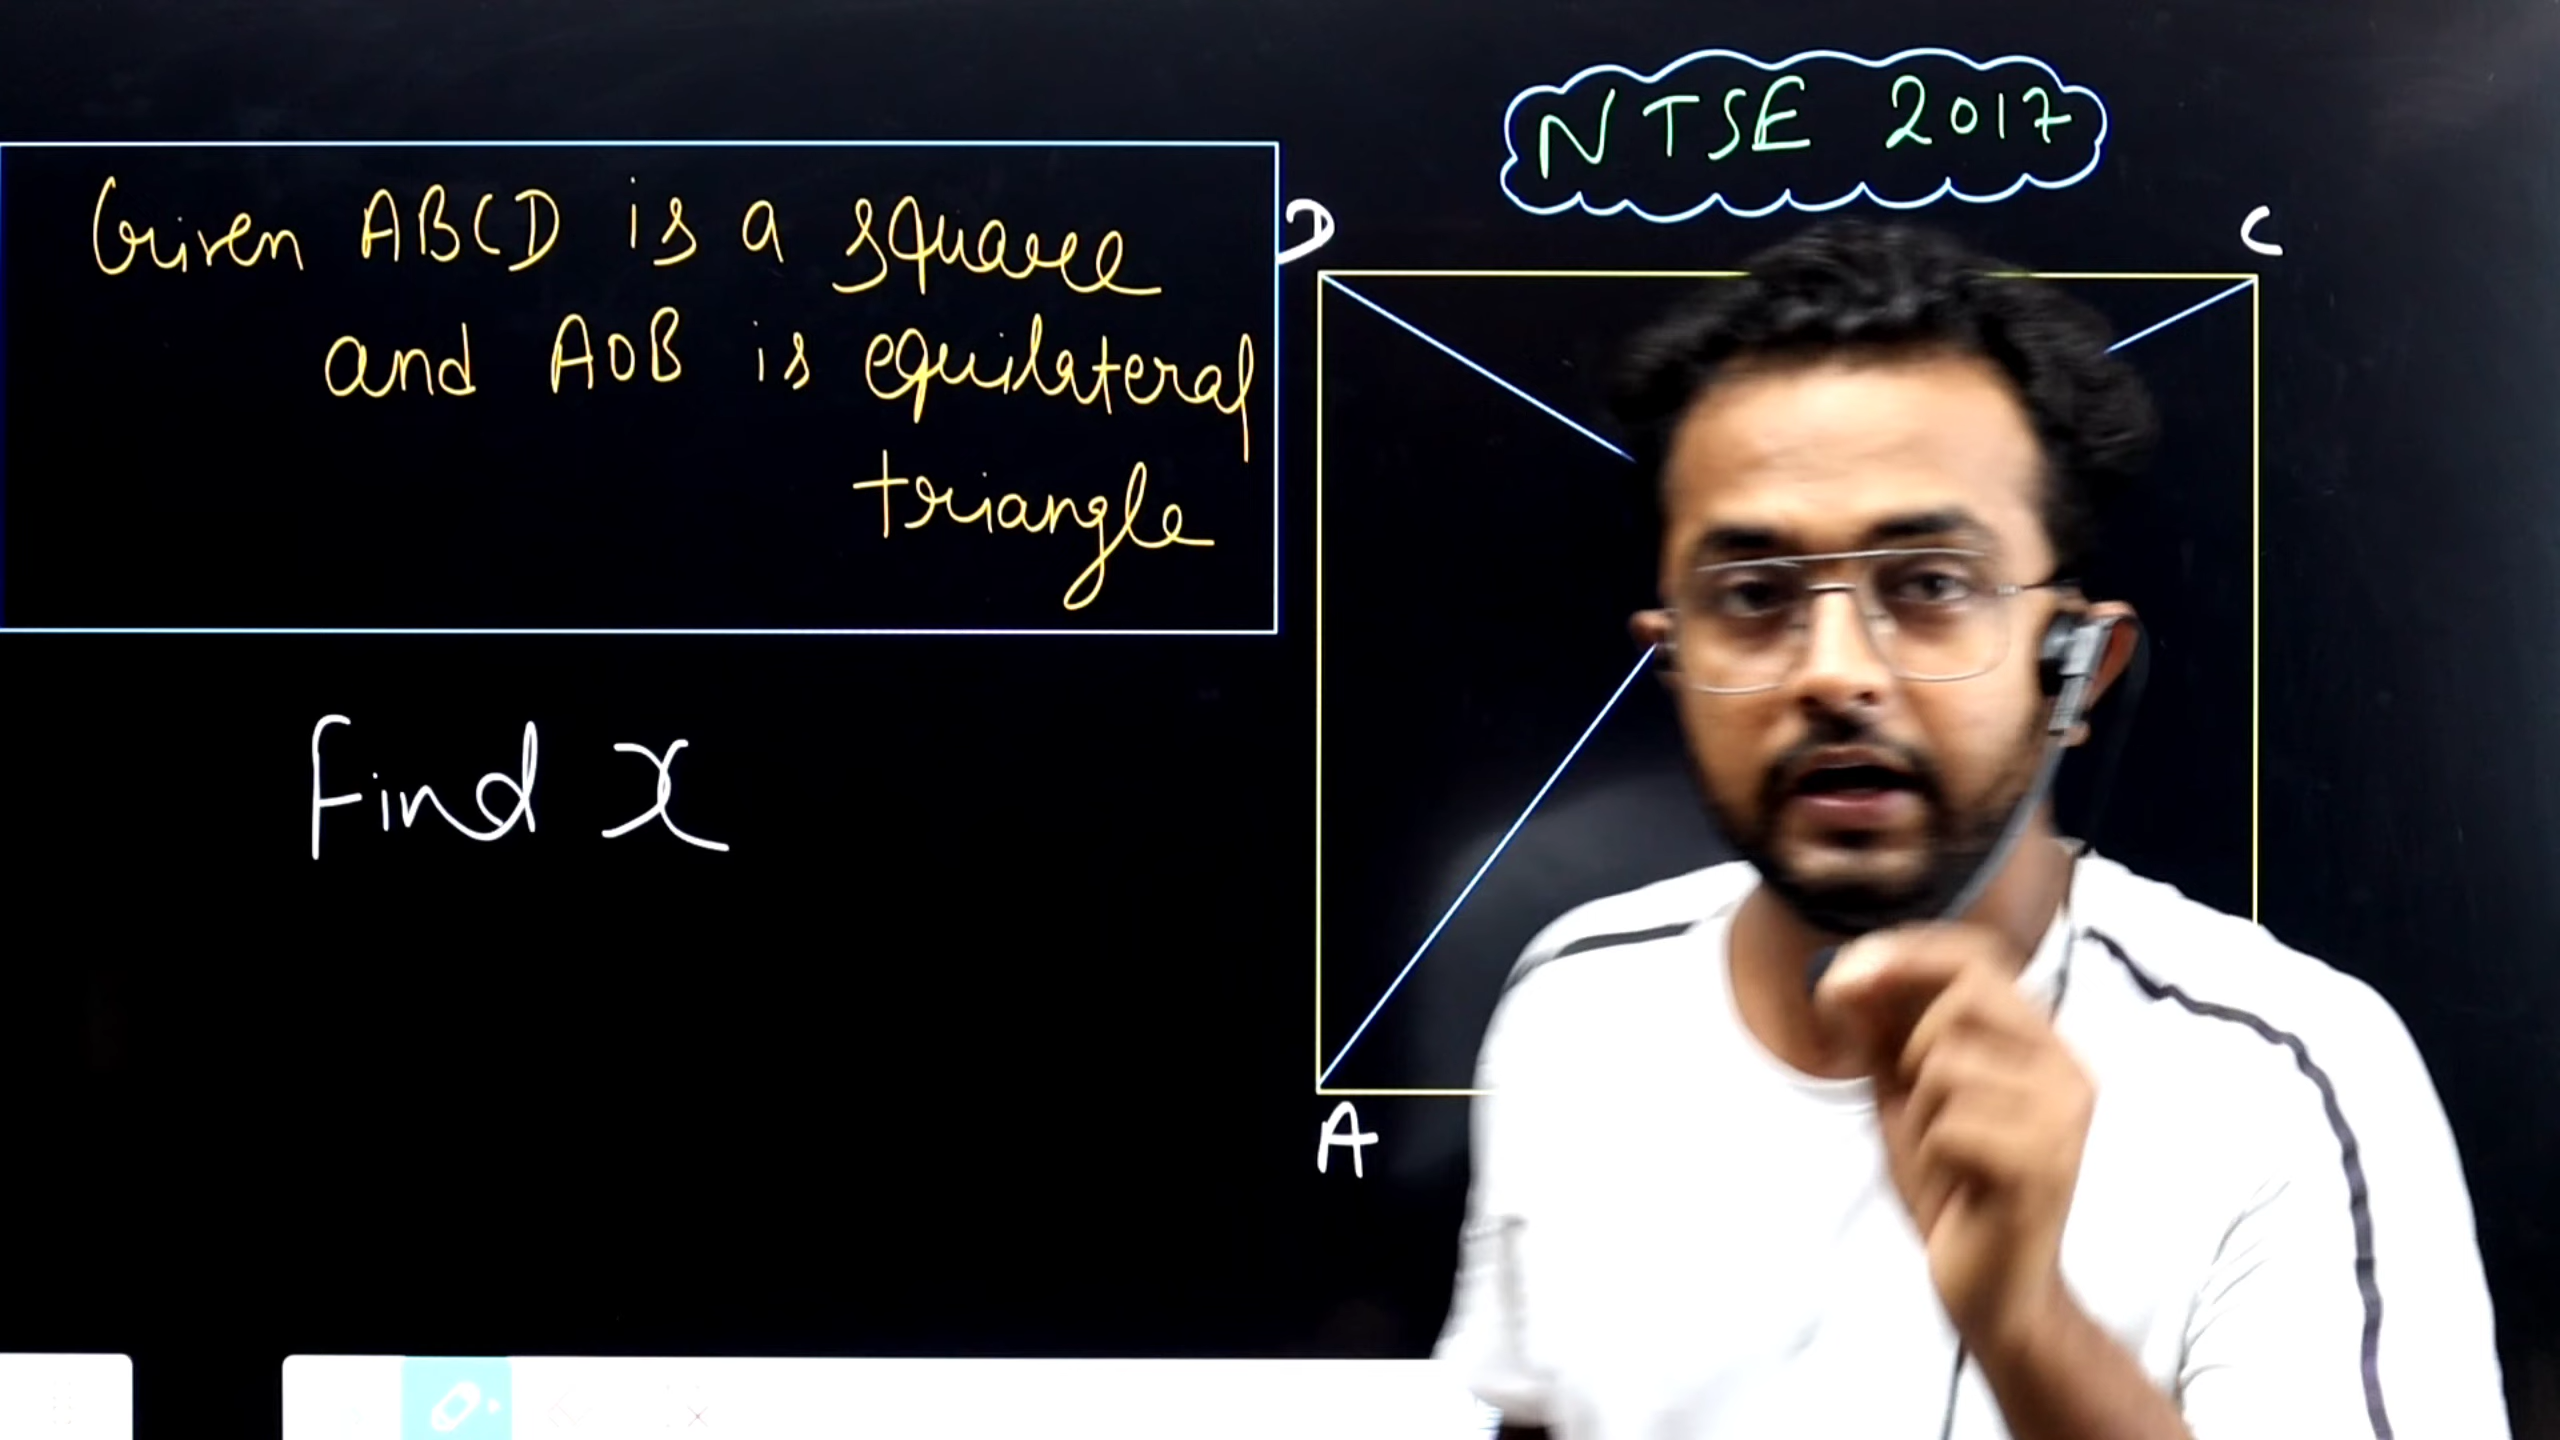 NTSE 2017
Given ABCD is a square
and AOB is equilateral
triangle
Find x
D
C
A